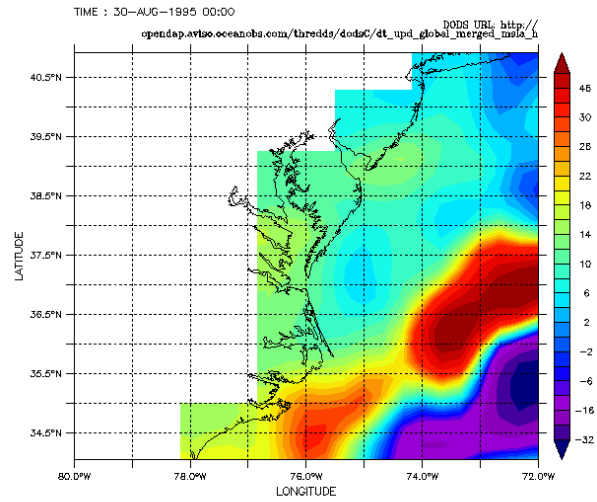 TIME : 30-AUG-1995 00:00
DODS URL: http://
opendap.aviso.oceanobs.com/thredds/dodsC/dt_upd_global_merged_msla_h
40.5°N
39.5°N
38.5°N
37.5°N
36.5°N
35.5°N
34.5°N
LATITUDE
80.0°W
78.0°W
76.0°W
74.0°W
72.0°W
LONGITUDE
46
30
26
22
18
14
10
6
2
-2
-6
-16
-32